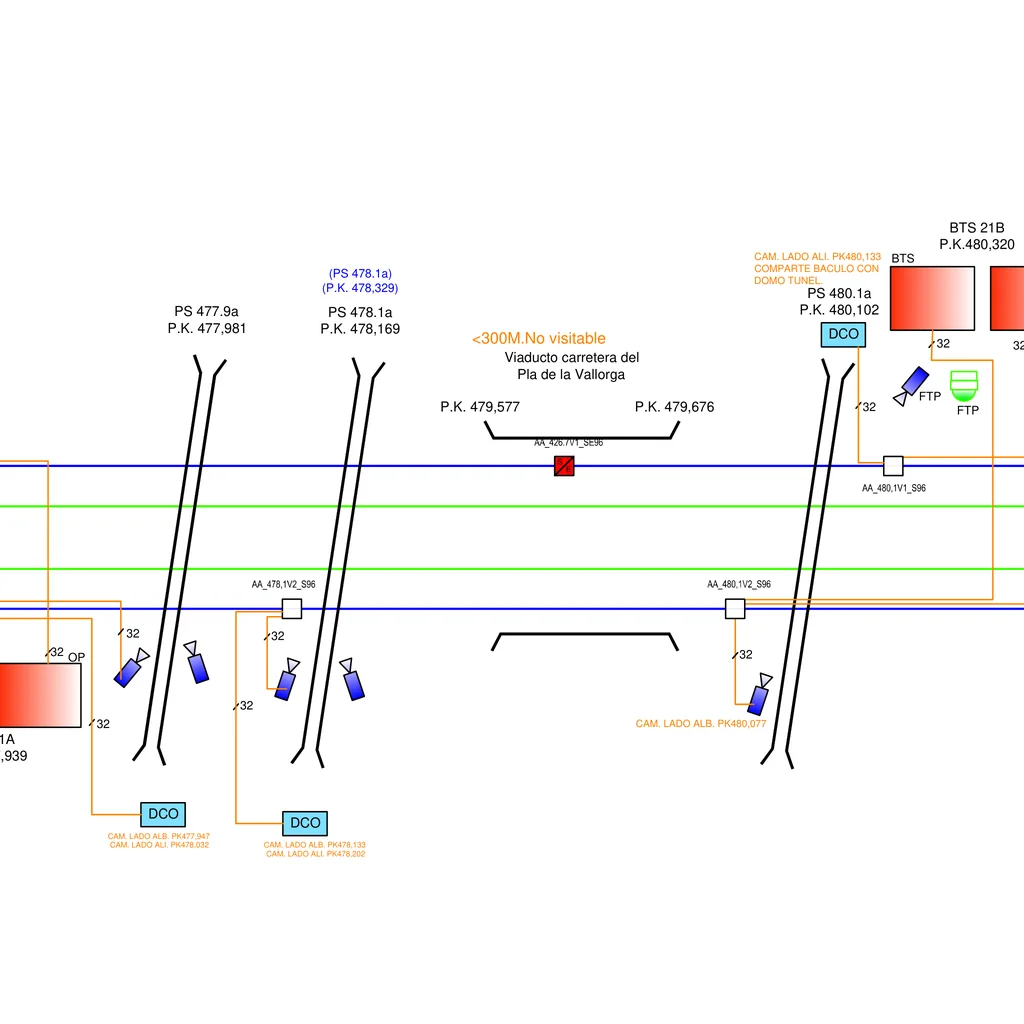 BTS 21B
P.K.480,320
CAM. LADO ALI. PK480,133
COMPARTE BACULO CON
DOMO TUNEL.
BTS
(PS 478.1a)
(P.K. 478,329)
PS 477.9a
P.K. 477,981
PS 478.1a
P.K. 478,169
PS 480.1a
P.K. 480,102
DCO
<300M.No visitable
Viaducto carretera del
Pla de la Vallorga
32
32
FTP
FTP
P.K. 479,577
P.K. 479,676
32
AA_426.7V1_SE96
AA_480,1V1_S96
AA_478,1V2_S96
AA_480,1V2_S96
32
32
32
OP
32
32
32
CAM. LADO ALB. PK480,077
1A
,939
DCO
DCO
CAM. LADO ALB. PK477,947
CAM. LADO ALI. PK478,032
CAM. LADO ALB. PK478,133
CAM. LADO ALI. PK478,202